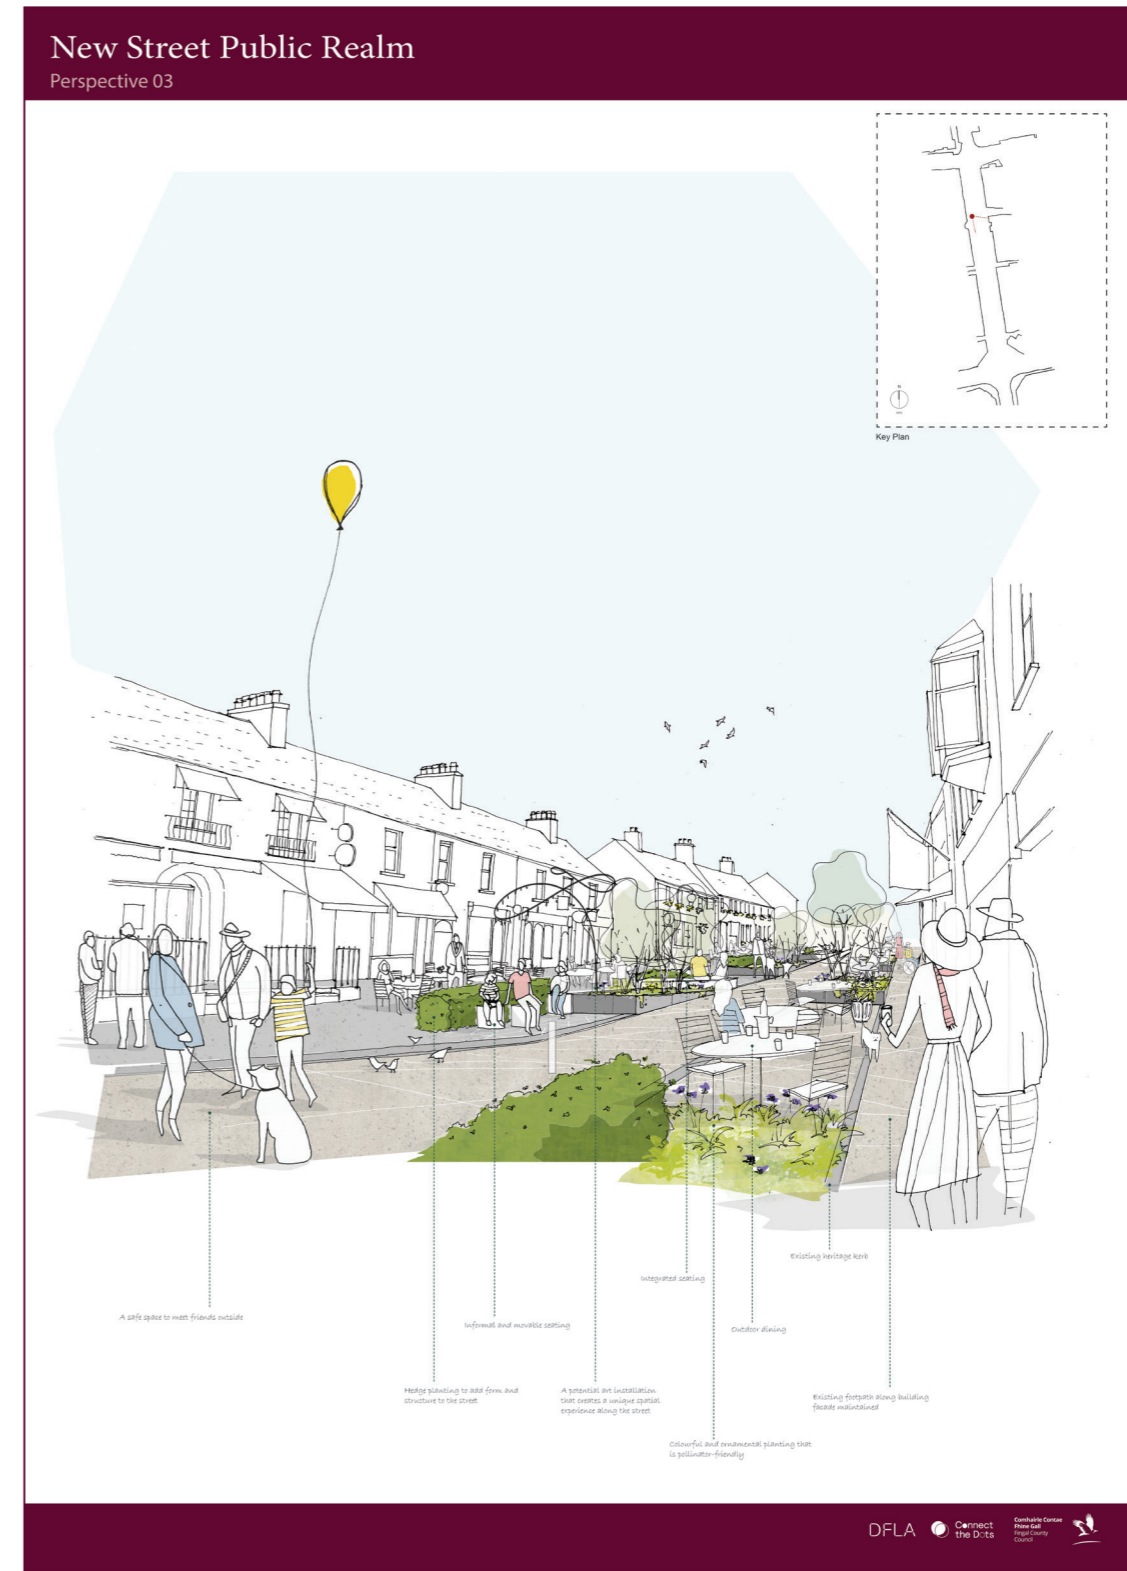 New Street Public Realm
Perspective 03
N
Key Plan
Existing heritage kerb
Integrated seating
A safe space to meet friends outside
Informal and movable seating
Outdoor dining
Hedge planting to add form and
structure to the street
A potential art installation
that creates a unique spatial
experience along the street
Existing footpath along building
facade maintained
Colourful and ornamental planting that
is pollinator-friendly
DFLA
Connect
the Dots
Comhairle Contae
Fhine Gall
Fingal County
Council